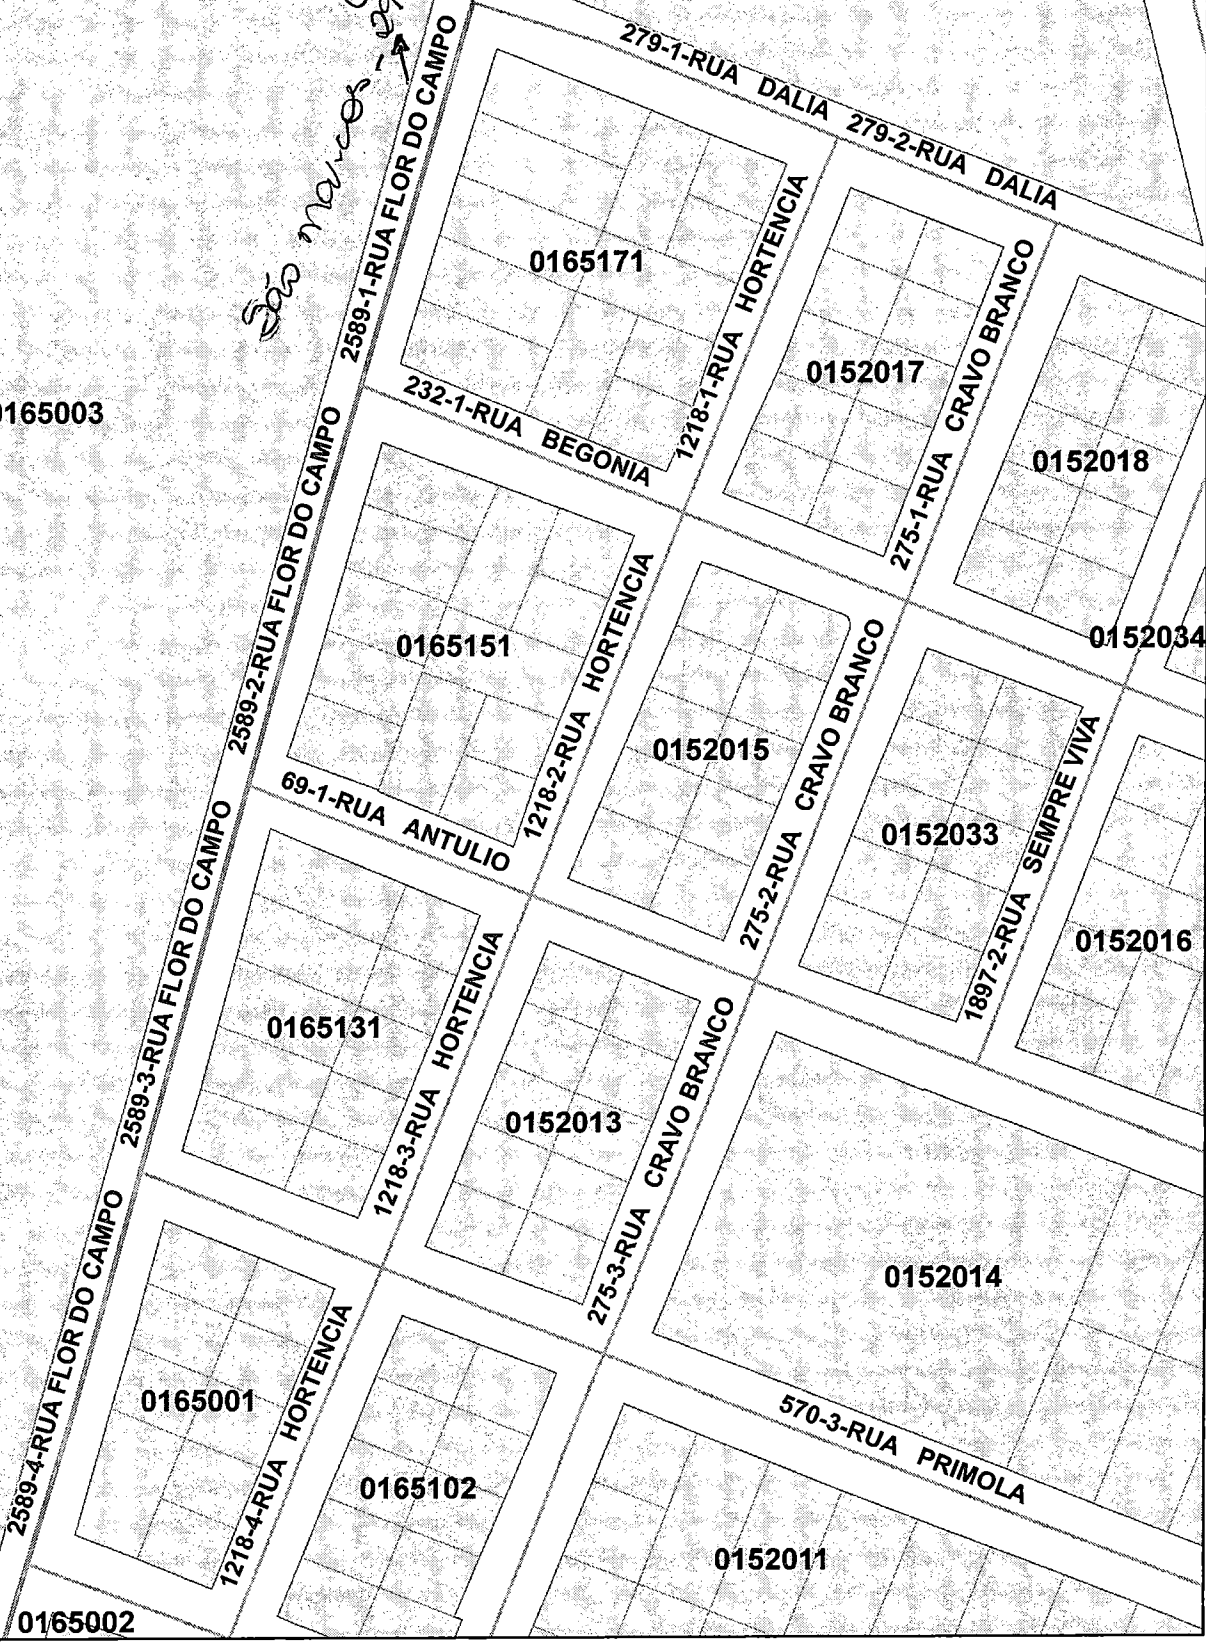 279-1-RUA DALIA
279-2-RUA DALIA
São marcos -
2589-1-RUA FLOR DO CAMPO
0165171
1218-1-RUA HORTENCIA
0152017
275-1-RUA CRAVO BRANCO
0152018
0165003
232-1-RUA BEGONIA
2589-2-RUA FLOR DO CAMPO
0165151
1218-2-RUA HORTENCIA
0152015
275-2-RUA CRAVO BRANCO
0152034
0152033
1897-2-RUA SEMPRE VIVA
0152016
69-1-RUA ANTULIO
2589-3-RUA FLOR DO CAMPO
0165131
1218-3-RUA HORTENCIA
0152013
275-3-RUA CRAVO BRANCO
0152014
2589-4-RUA FLOR DO CAMPO
0165001
1218-4-RUA HORTENCIA
0165102
570-3-RUA PRIMOLA
0152011
0165002